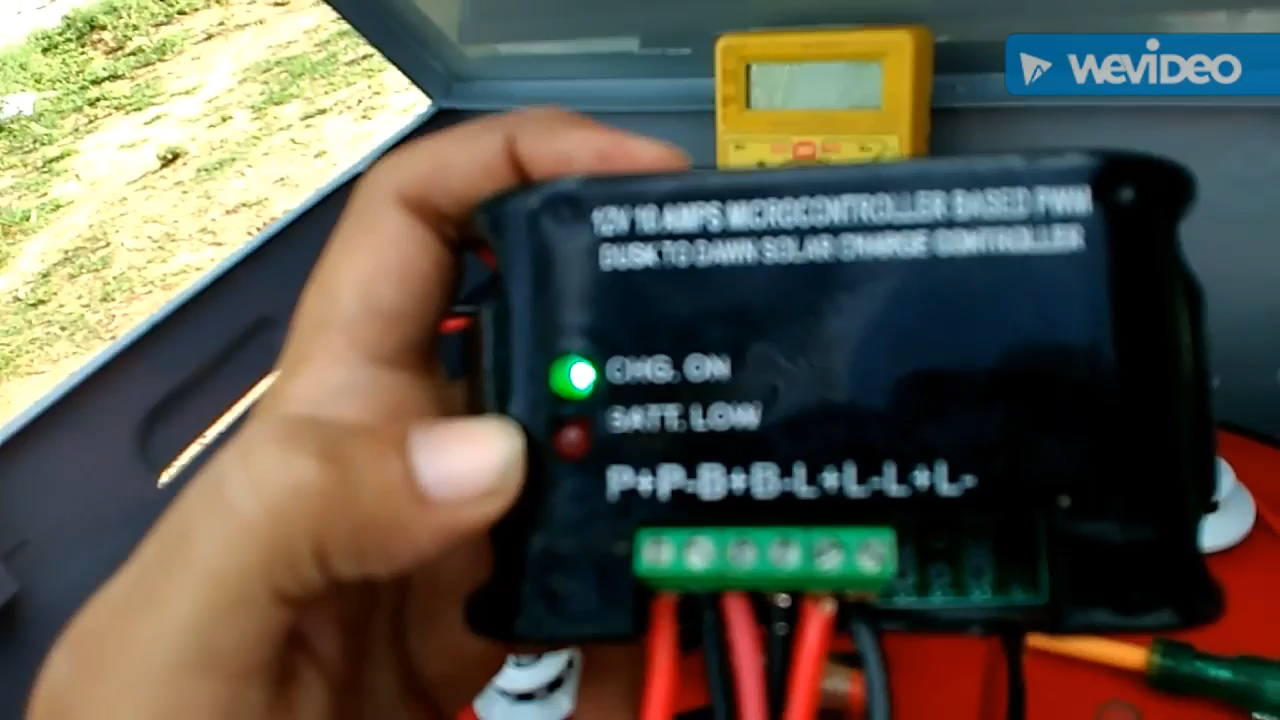 WEVIDEO
12V 10 AMPS MICROCONTROLLER BASED PWM
DUSK TO DAWN SOLAR CHARGE CONTROLLER
CHG. ON
BATT. LOW
P+P-B+B-L+L-L+L-